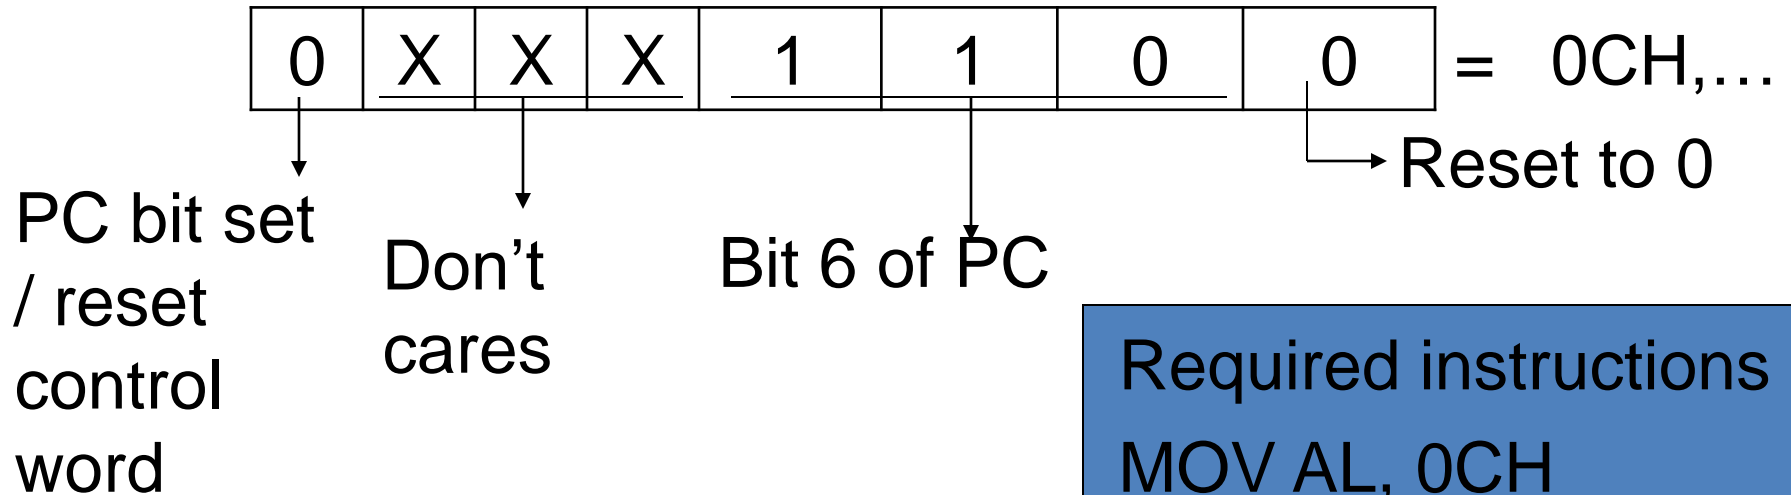 0 X X X 1 1 0 0 = 0CH,...
Reset to 0
PC bit set
/ reset
control
word
Don’t
cares
Bit 6 of PC
Required instructions
MOV AL, 0CH